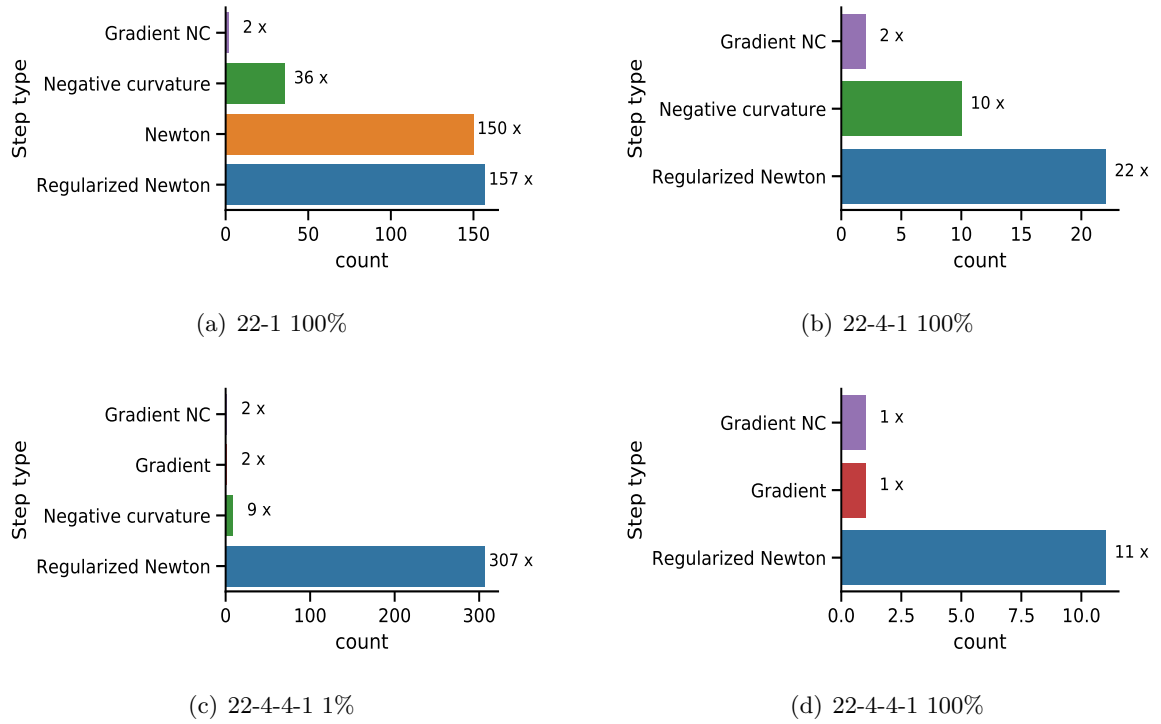 Step type
Gradient NC
2 x
Negative curvature
36 x
Newton
150 x
Regularized Newton
157 x
0 50 100 150
count
(a) 22-1 100%
Step type
Gradient NC
2 x
Negative curvature
10 x
Regularized Newton
22 x
0 5 10 15 20
count
(b) 22-4-1 100%
Step type
Gradient NC
2 x
Gradient
2 x
Negative curvature
9 x
Regularized Newton
307 x
0 100 200 300
count
(c) 22-4-4-1 1%
Step type
Gradient NC
1 x
Gradient
1 x
Regularized Newton
11 x
0.0 2.5 5.0 7.5 10.0
count
(d) 22-4-4-1 100%